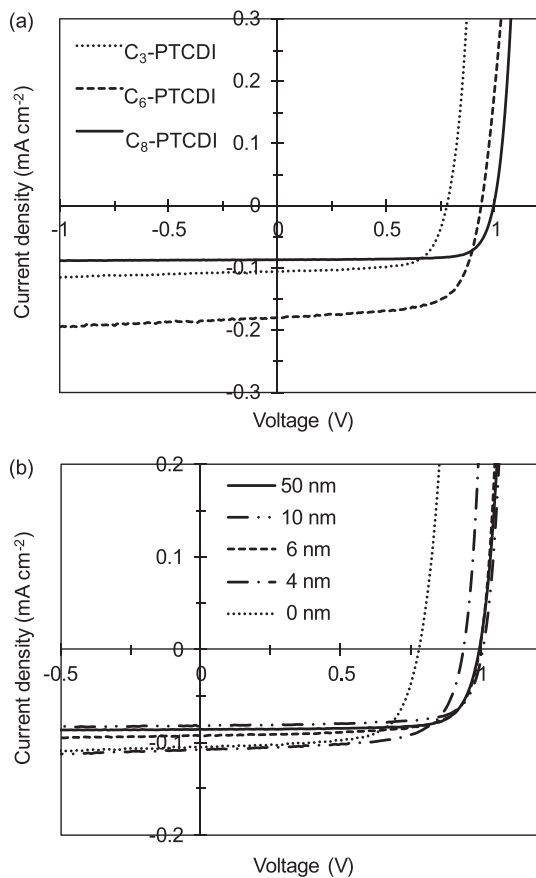 (a)
Current density (mA cm⁻²)
0.3
0.2
0.1
0
-0.1
-0.2
-0.3
C₃-PTCDI
C₆-PTCDI
C₈-PTCDI
-1
-0.5
0
0.5
1
Voltage (V)
(b)
Current density (mA cm⁻²)
0.2
0.1
0
-0.1
-0.2
50 nm
10 nm
6 nm
4 nm
0 nm
-0.5
0
0.5
1
Voltage (V)